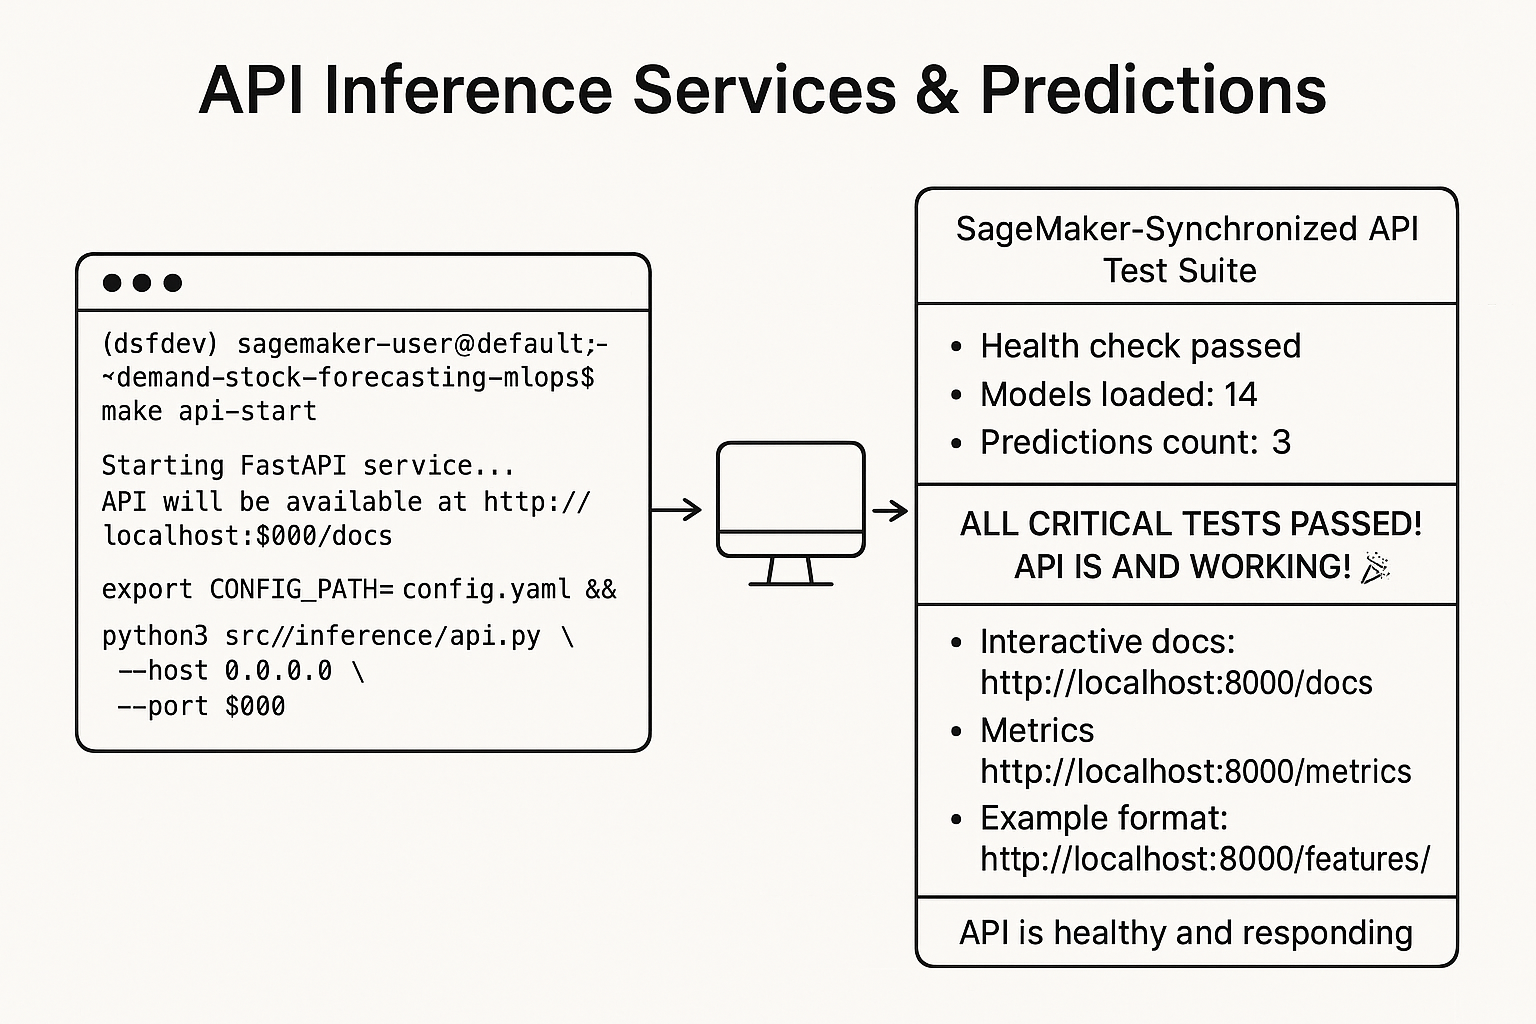 API Inference Services & Predictions
(dsfdev) sagemaker-user@default;-
~demand-stock-forecasting-mlops$
make api-start
Starting FastAPI service...
API will be available at http://
localhost:$000/docs
export CONFIG_PATH= config.yaml &&
python3 src//inference/api.py \
--host 0.0.0.0 \
--port $000
SageMaker-Synchronized API
Test Suite
• Health check passed
• Models loaded: 14
• Predictions count: 3
ALL CRITICAL TESTS PASSED!
API IS AND WORKING! 🎉
• Interactive docs:
http://localhost:8000/docs
• Metrics
http://localhost:8000/metrics
• Example format:
http://localhost:8000/features/
API is healthy and responding